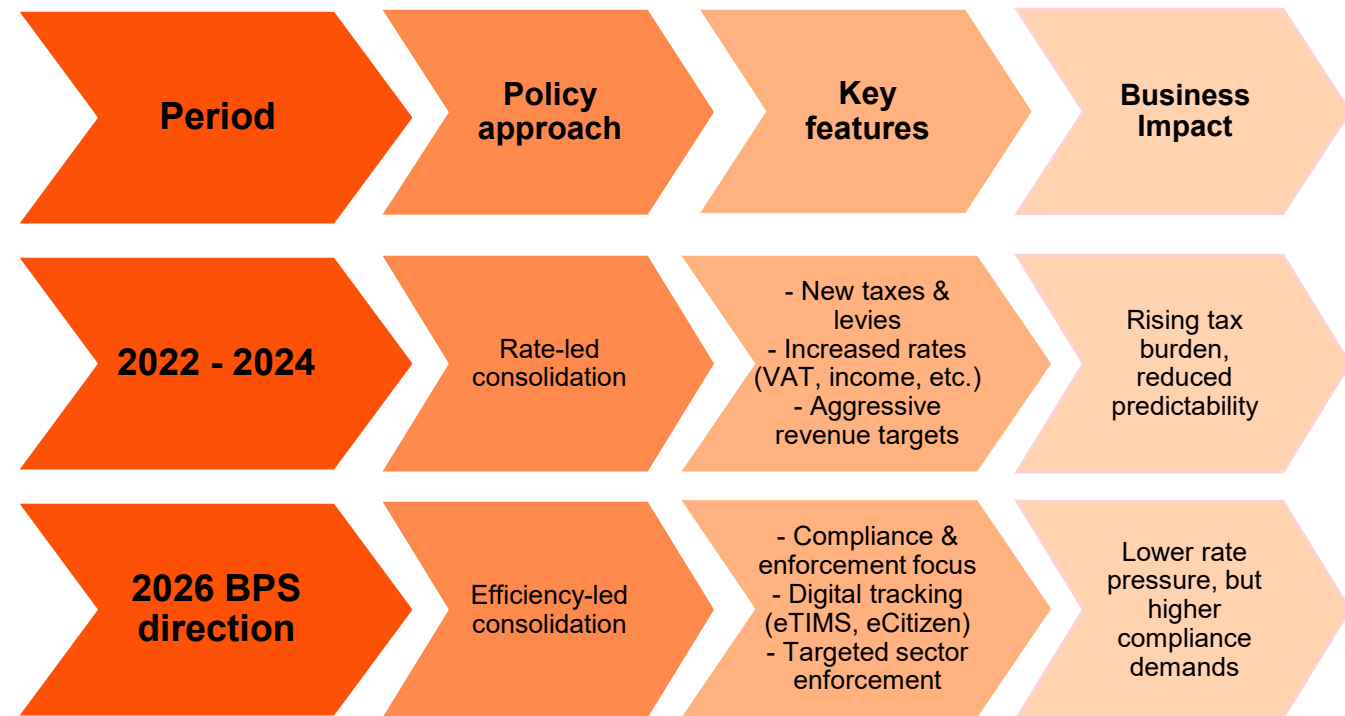 Period
Policy
approach
Key
features
Business
Impact
2022 - 2024
Rate-led
consolidation
- New taxes &
levies
- Increased rates
(VAT, income, etc.)
- Aggressive
revenue targets
Rising tax
burden,
reduced
predictability
2026 BPS
direction
Efficiency-led
consolidation
- Compliance &
enforcement focus
- Digital tracking
(eTIMS, eCitizen)
- Targeted sector
enforcement
Lower rate
pressure, but
higher
compliance
demands